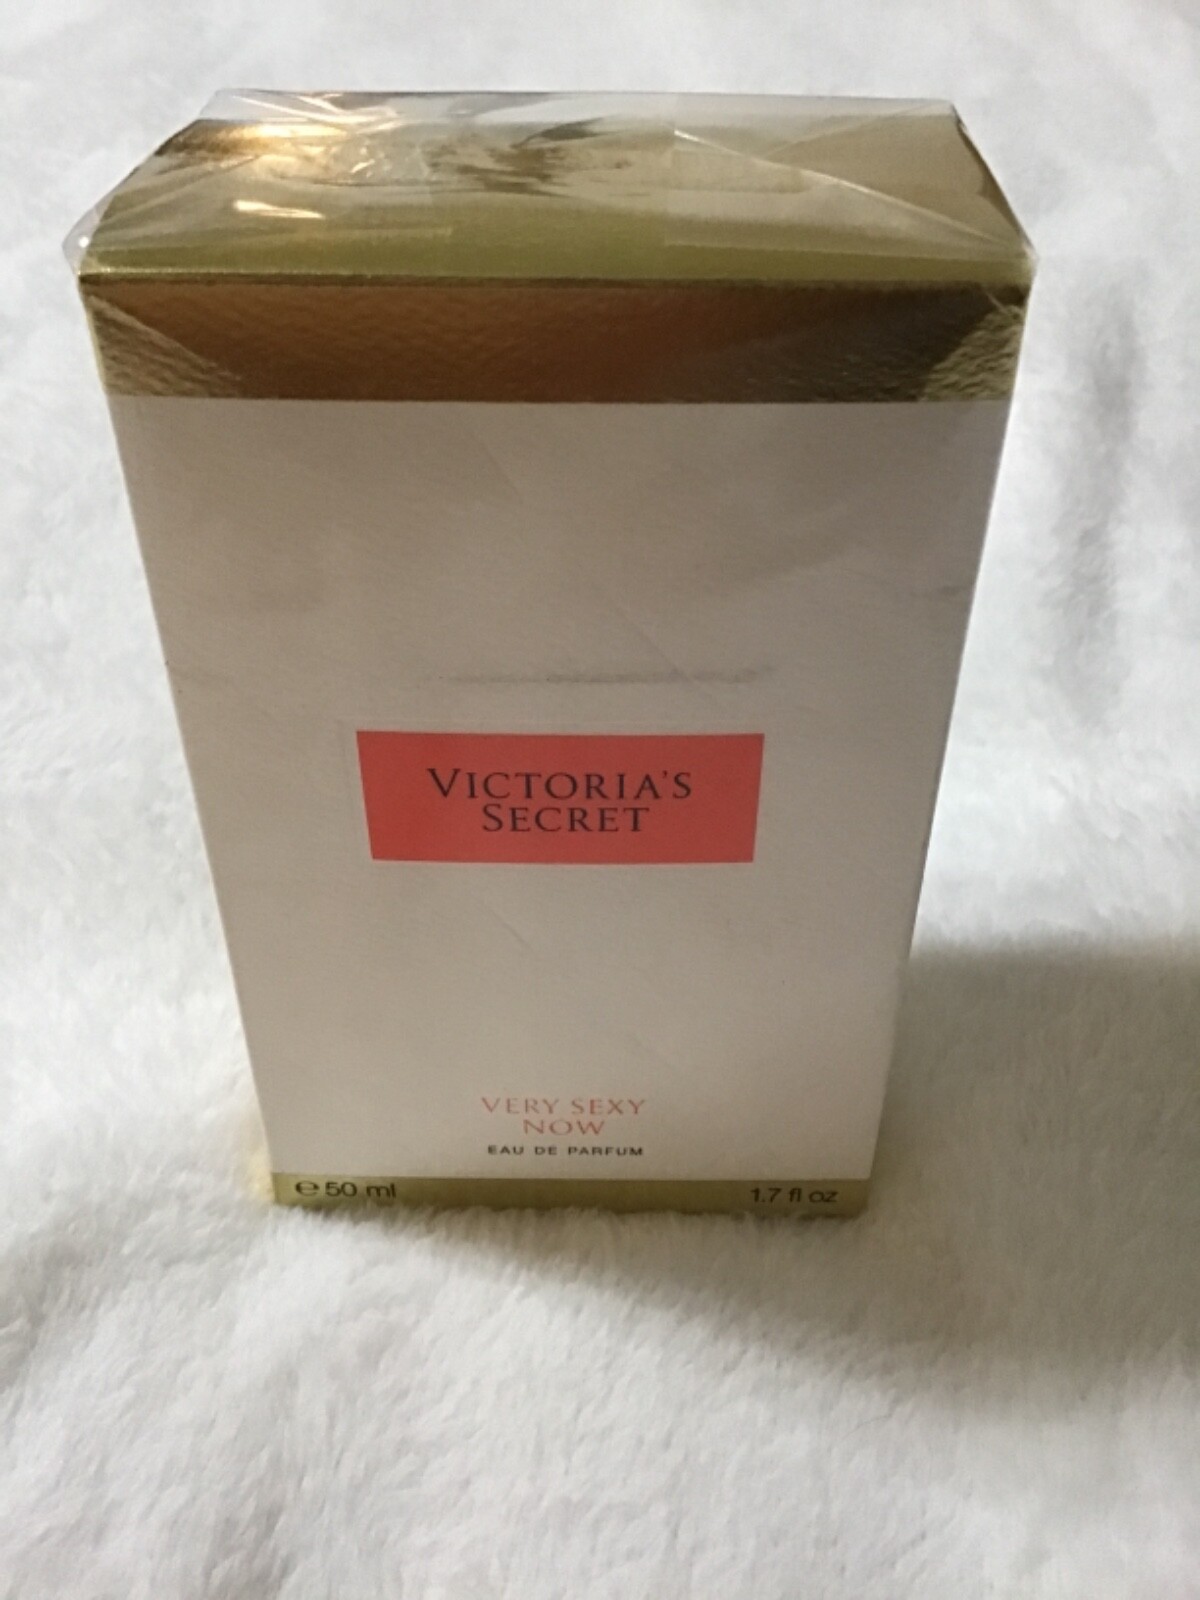 VICTORIA'S
SECRET
VERY SEXY
NOW
EAU DE PARFUM
℮ 50 ml 1.7 fl oz